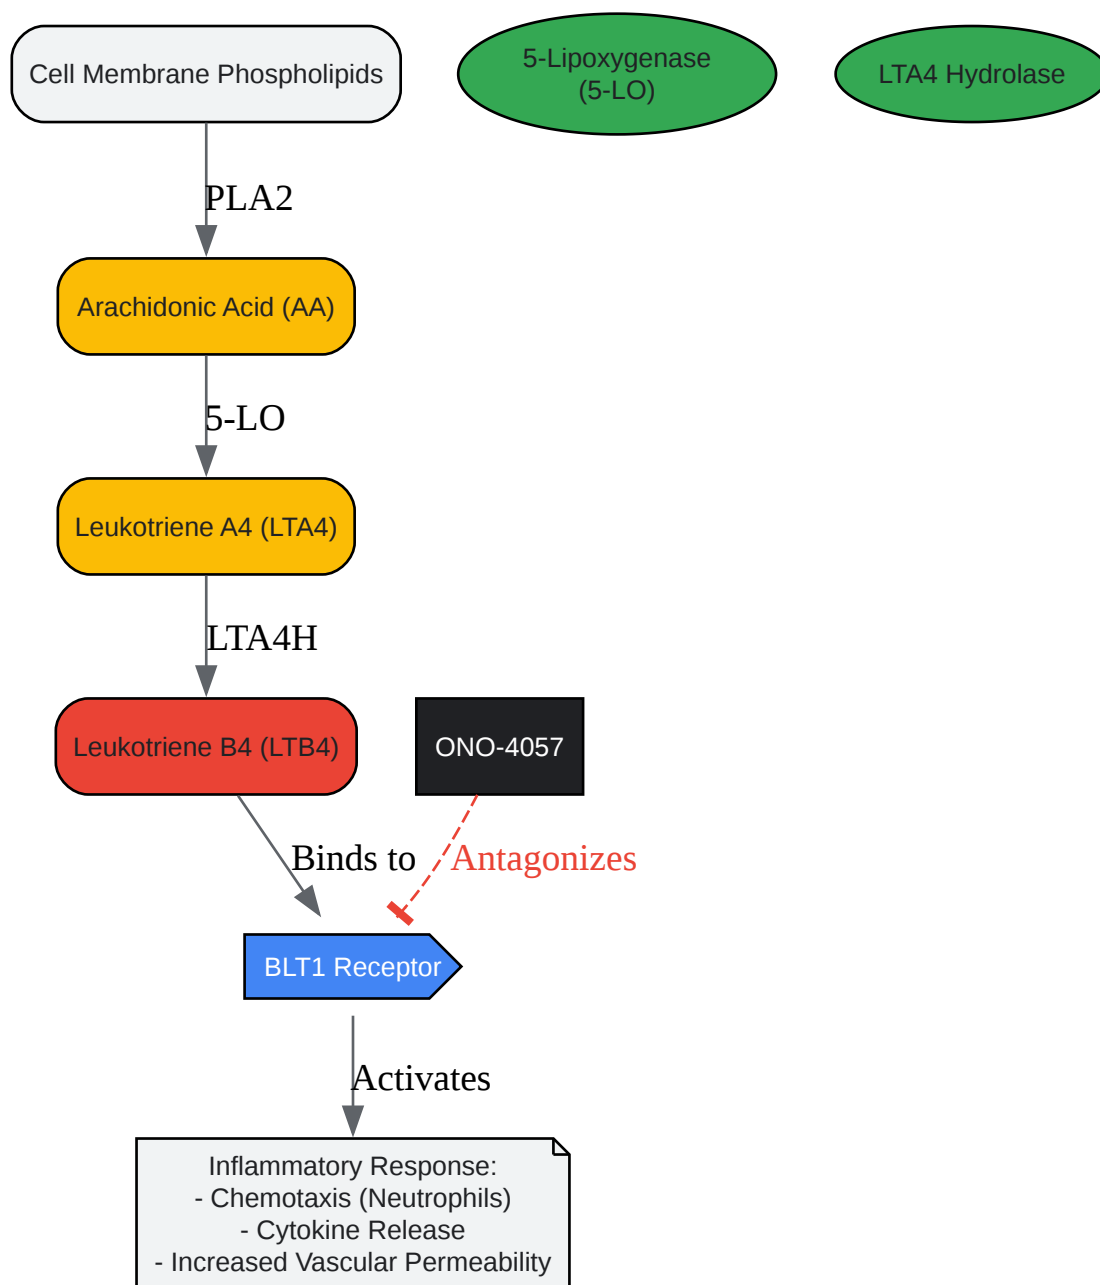 Cell Membrane Phospholipids
5-Lipoxygenase
(5-LO)
LTA4 Hydrolase
PLA2
Arachidonic Acid (AA)
5-LO
Leukotriene A4 (LTA4)
LTA4H
Leukotriene B4 (LTB4)
ONO-4057
Binds to
Antagonizes
BLT1 Receptor
Activates
Inflammatory Response:
- Chemotaxis (Neutrophils)
- Cytokine Release
- Increased Vascular Permeability